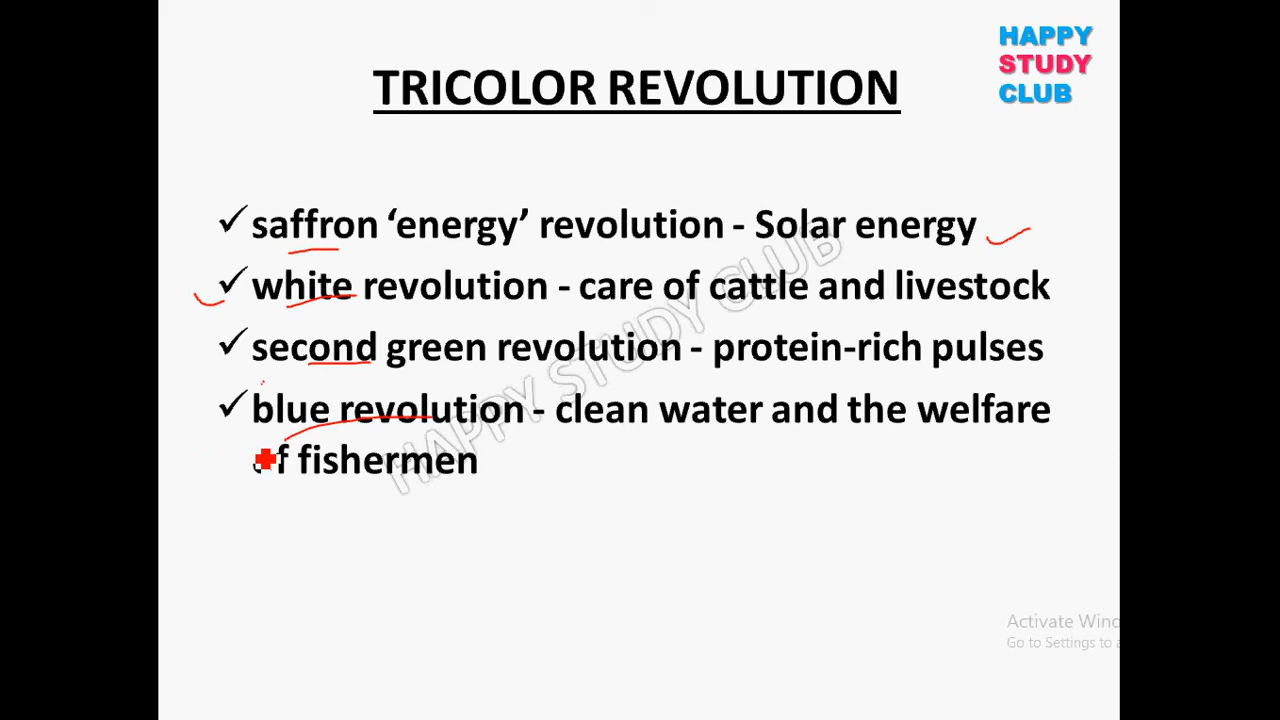 HAPPY
STUDY
CLUB
TRICOLOR REVOLUTION
✓ saffron ‘energy’ revolution - Solar energy
✓ white revolution - care of cattle and livestock
✓ second green revolution - protein-rich pulses
✓ blue revolution - clean water and the welfare
of fishermen
HAPPY STUDY CLUB
Activate Wind
Go to Settings to a